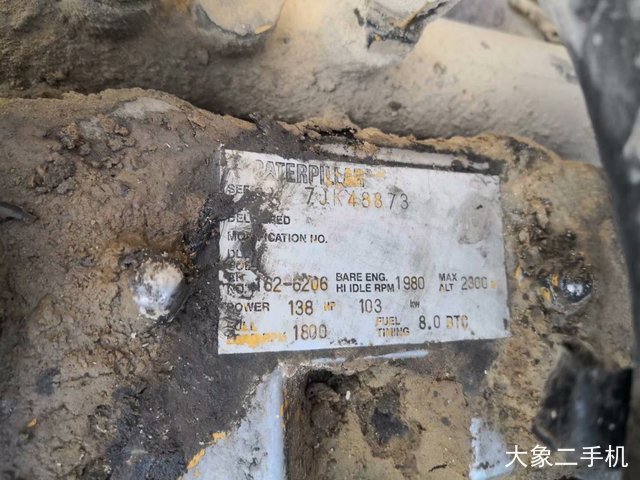 CATERPILLAR
7JK48873
MODIFICATION NO.
162-6206 BARE ENG. HI IDLE RPM 1980 MAX ALT 2300 m
POWER 138 HP 103 kW
FULL 1800 FUEL TIMING 8.0 BTC
大象二手机